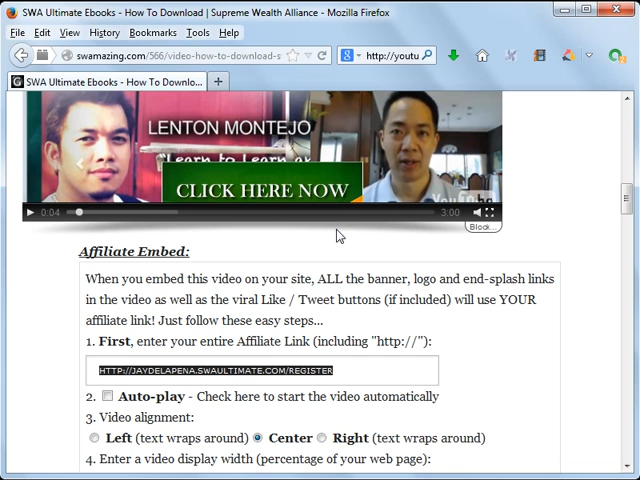 SWA Ultimate Ebooks - How To Download | Supreme Wealth Alliance - Mozilla Firefox
File Edit View History Bookmarks Tools Help
swamazing.com/566/video-how-to-download-s
http://youtu
SWA Ultimate Ebooks - How To Downlo...
LENTON MONTEJO
"Learn to Learn
CLICK HERE NOW
0:04 3:00
Block...
Affiliate Embed:
When you embed this video on your site, ALL the banner, logo and end-splash links
in the video as well as the viral Like / Tweet buttons (if included) will use YOUR
affiliate link! Just follow these easy steps...
1. First, enter your entire Affiliate Link (including "http://"):
HTTP://JAYDELAPENA.SWAULTIMATE.COM/REGISTER
2. Auto-play - Check here to start the video automatically
3. Video alignment:
Left (text wraps around) Center Right (text wraps around)
4. Enter a video display width (percentage of your web page):